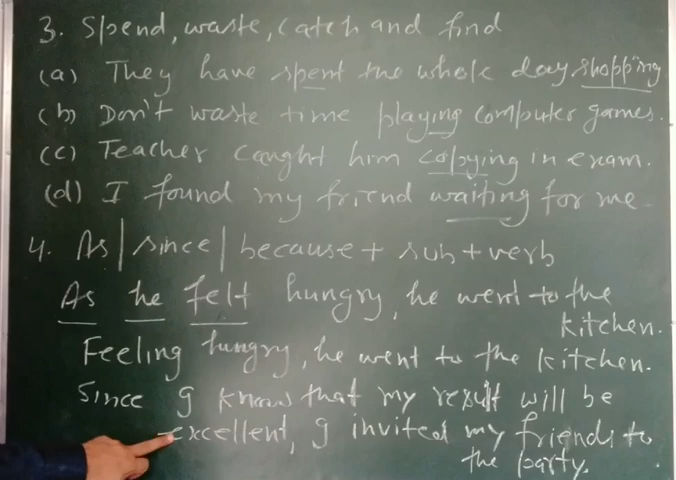 3. Spend, waste, catch and find
(a) They have spent the whole day shopping
(b) Don't waste time playing computer games.
(c) Teacher caught him copying in exam.
(d) I found my friend waiting for me
4. As | since | because + sub + verb
As he felt hungry, he went to the
kitchen.
Feeling hungry, he went to the kitchen.
Since I know that my result will be
excellent, I invited my friends to
the party.